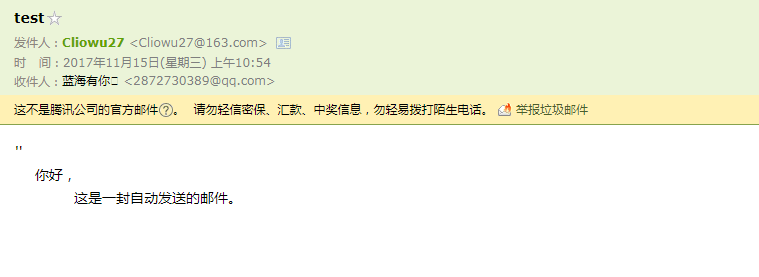 test☆
发件人：Cliowu27 <Cliowu27@163.com>
时　间：2017年11月15日(星期三) 上午10:54
收件人：蓝海有你 <2872730389@qq.com>
这不是腾讯公司的官方邮件?。 请勿轻信密保、汇款、中奖信息，勿轻易拨打陌生电话。 举报垃圾邮件
"
你好，
这是一封自动发送的邮件。